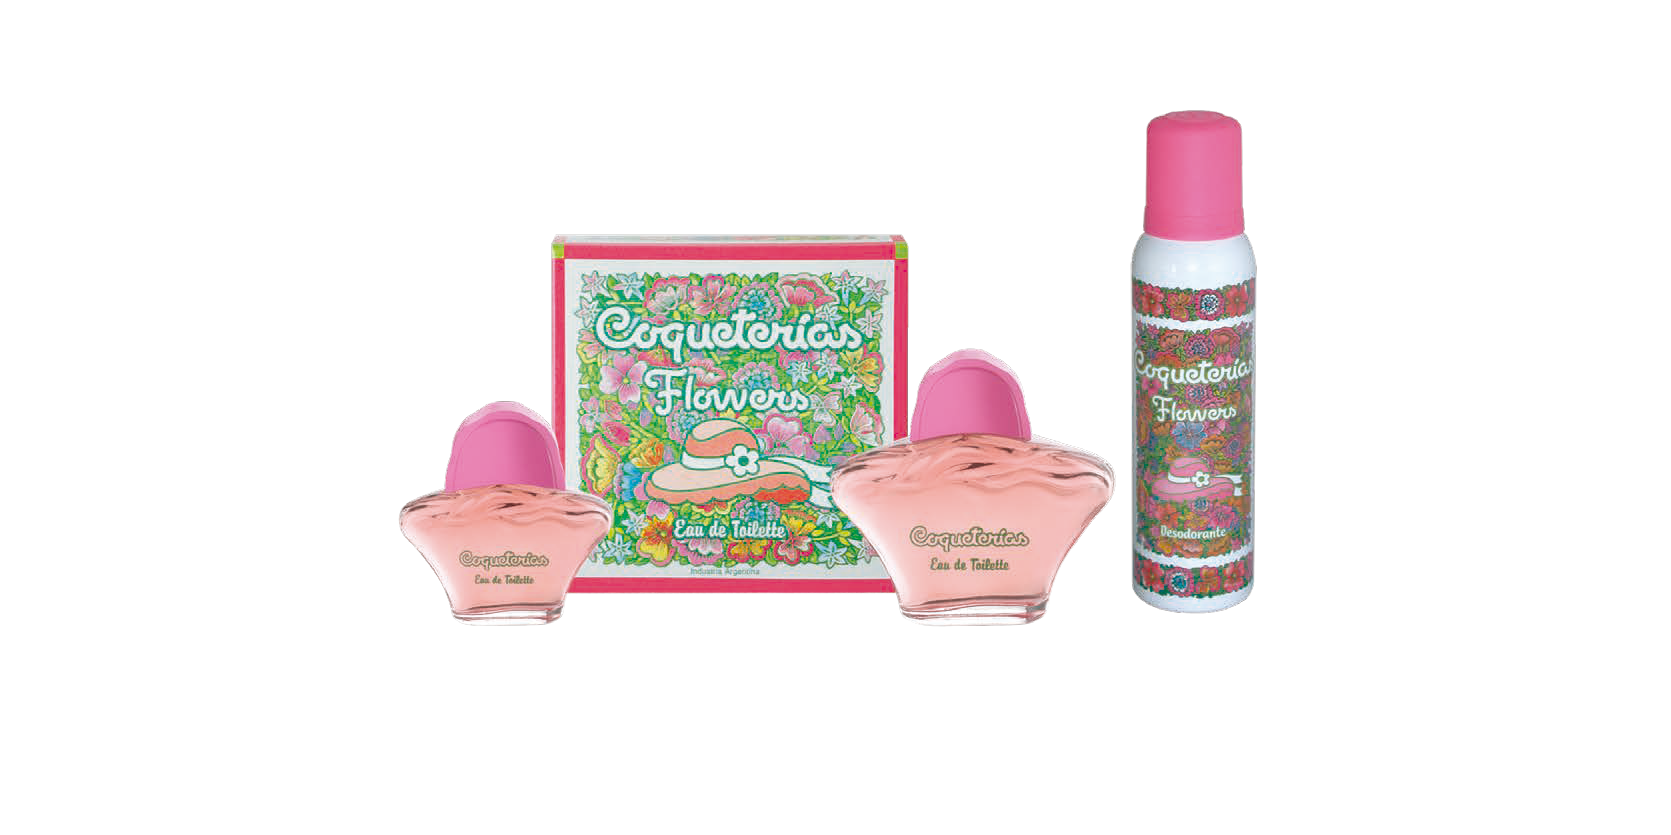 Coqueterías
Flowers
Eau de Toilette
Industria Argentina
Coqueterías
Eau de Toilette
Coqueterías
Eau de Toilette
Coqueterías
Flowers
Desodorante